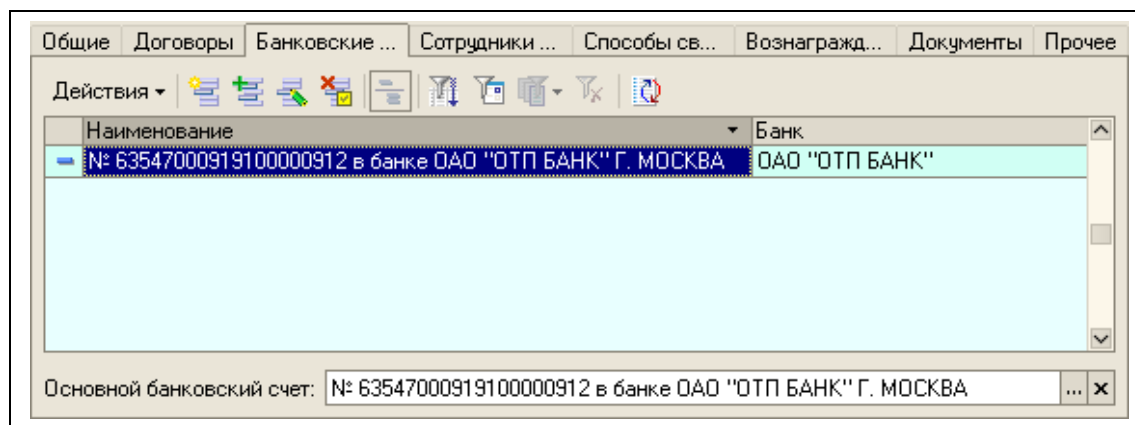 Общие Договоры Банковские ... Сотрудники ... Способы св... Вознагражд... Документы Прочее
Действия
Наименование Банк
№ 63547000919100000912 в банке ОАО "ОТП БАНК" Г. МОСКВА ОАО "ОТП БАНК"
Основной банковский счет: № 63547000919100000912 в банке ОАО "ОТП БАНК" Г. МОСКВА ... x